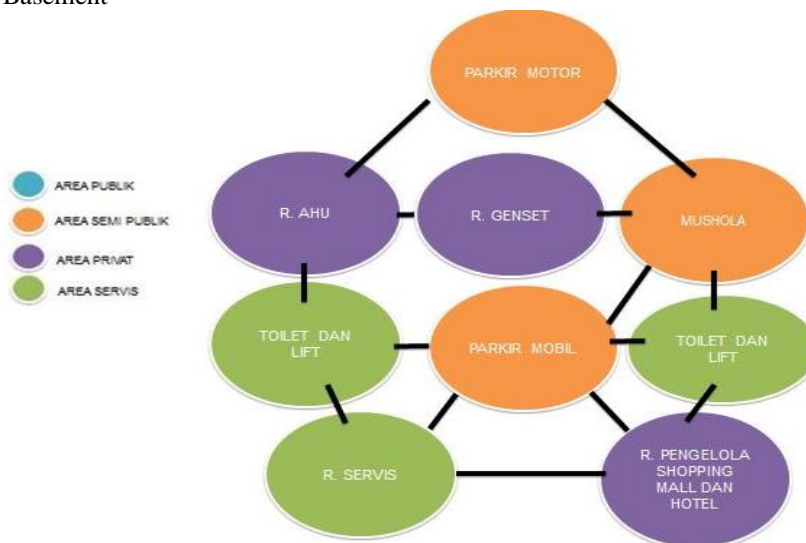 Basement
PARKIR MOTOR
AREA PUBLIK
AREA SEMI PUBLIK
AREA PRIVAT
AREA SERVIS
R. AHU
R. GENSET
MUSHOLA
TOILET DAN
LIFT
PARKIR MOBIL
TOILET DAN
LIFT
R. SERVIS
R. PENGELOLA
SHOPPING
MALL DAN
HOTEL